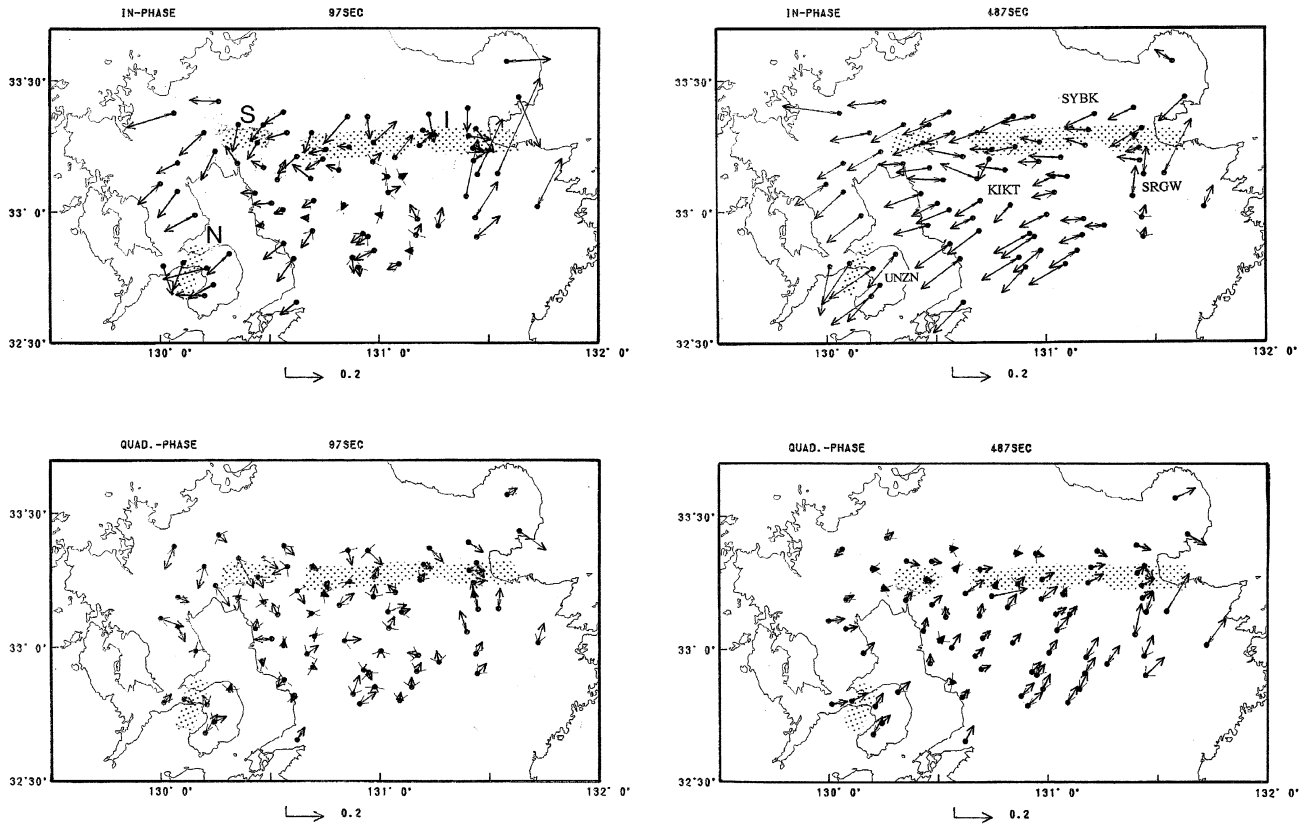 IN-PHASE 97SEC
33°30'
S
I
33° 0'
N
32°30'
130° 0' 131° 0' 132° 0'
0.2
IN-PHASE 487SEC
33°30'
SYBK
KIKT
SRGW
33° 0'
UNZN
32°30'
130° 0' 131° 0' 132° 0'
0.2
QUAD.-PHASE 97SEC
33°30'
33° 0'
32°30'
130° 0' 131° 0' 132° 0'
0.2
QUAD.-PHASE 487SEC
33°30'
33° 0'
32°30'
130° 0' 131° 0' 132° 0'
0.2